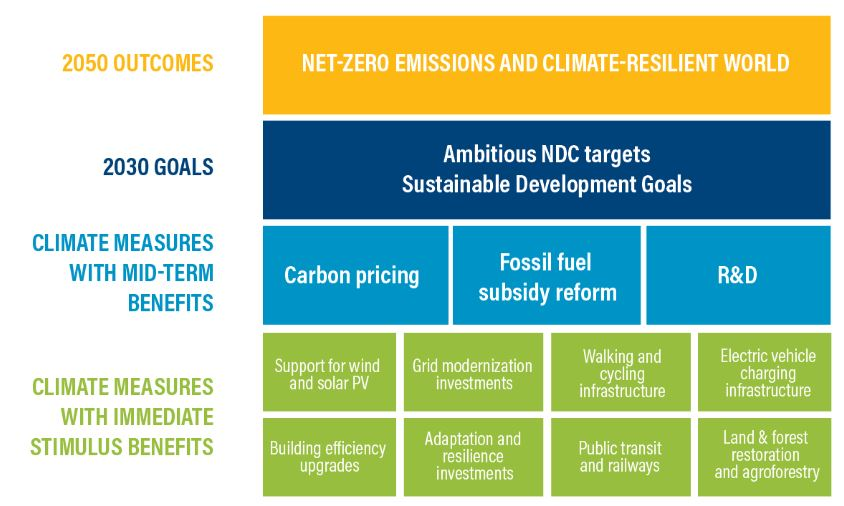 2050 OUTCOMES
NET-ZERO EMISSIONS AND CLIMATE-RESILIENT WORLD
2030 GOALS
Ambitious NDC targets
Sustainable Development Goals
CLIMATE MEASURES
WITH MID-TERM
BENEFITS
Carbon pricing
Fossil fuel
subsidy reform
R&D
CLIMATE MEASURES
WITH IMMEDIATE
STIMULUS BENEFITS
Support for wind
and solar PV
Grid modernization
investments
Walking and
cycling
infrastructure
Electric vehicle
charging
infrastructure
Building efficiency
upgrades
Adaptation and
resilience
investments
Public transit
and railways
Land & forest
restoration
and agroforestry